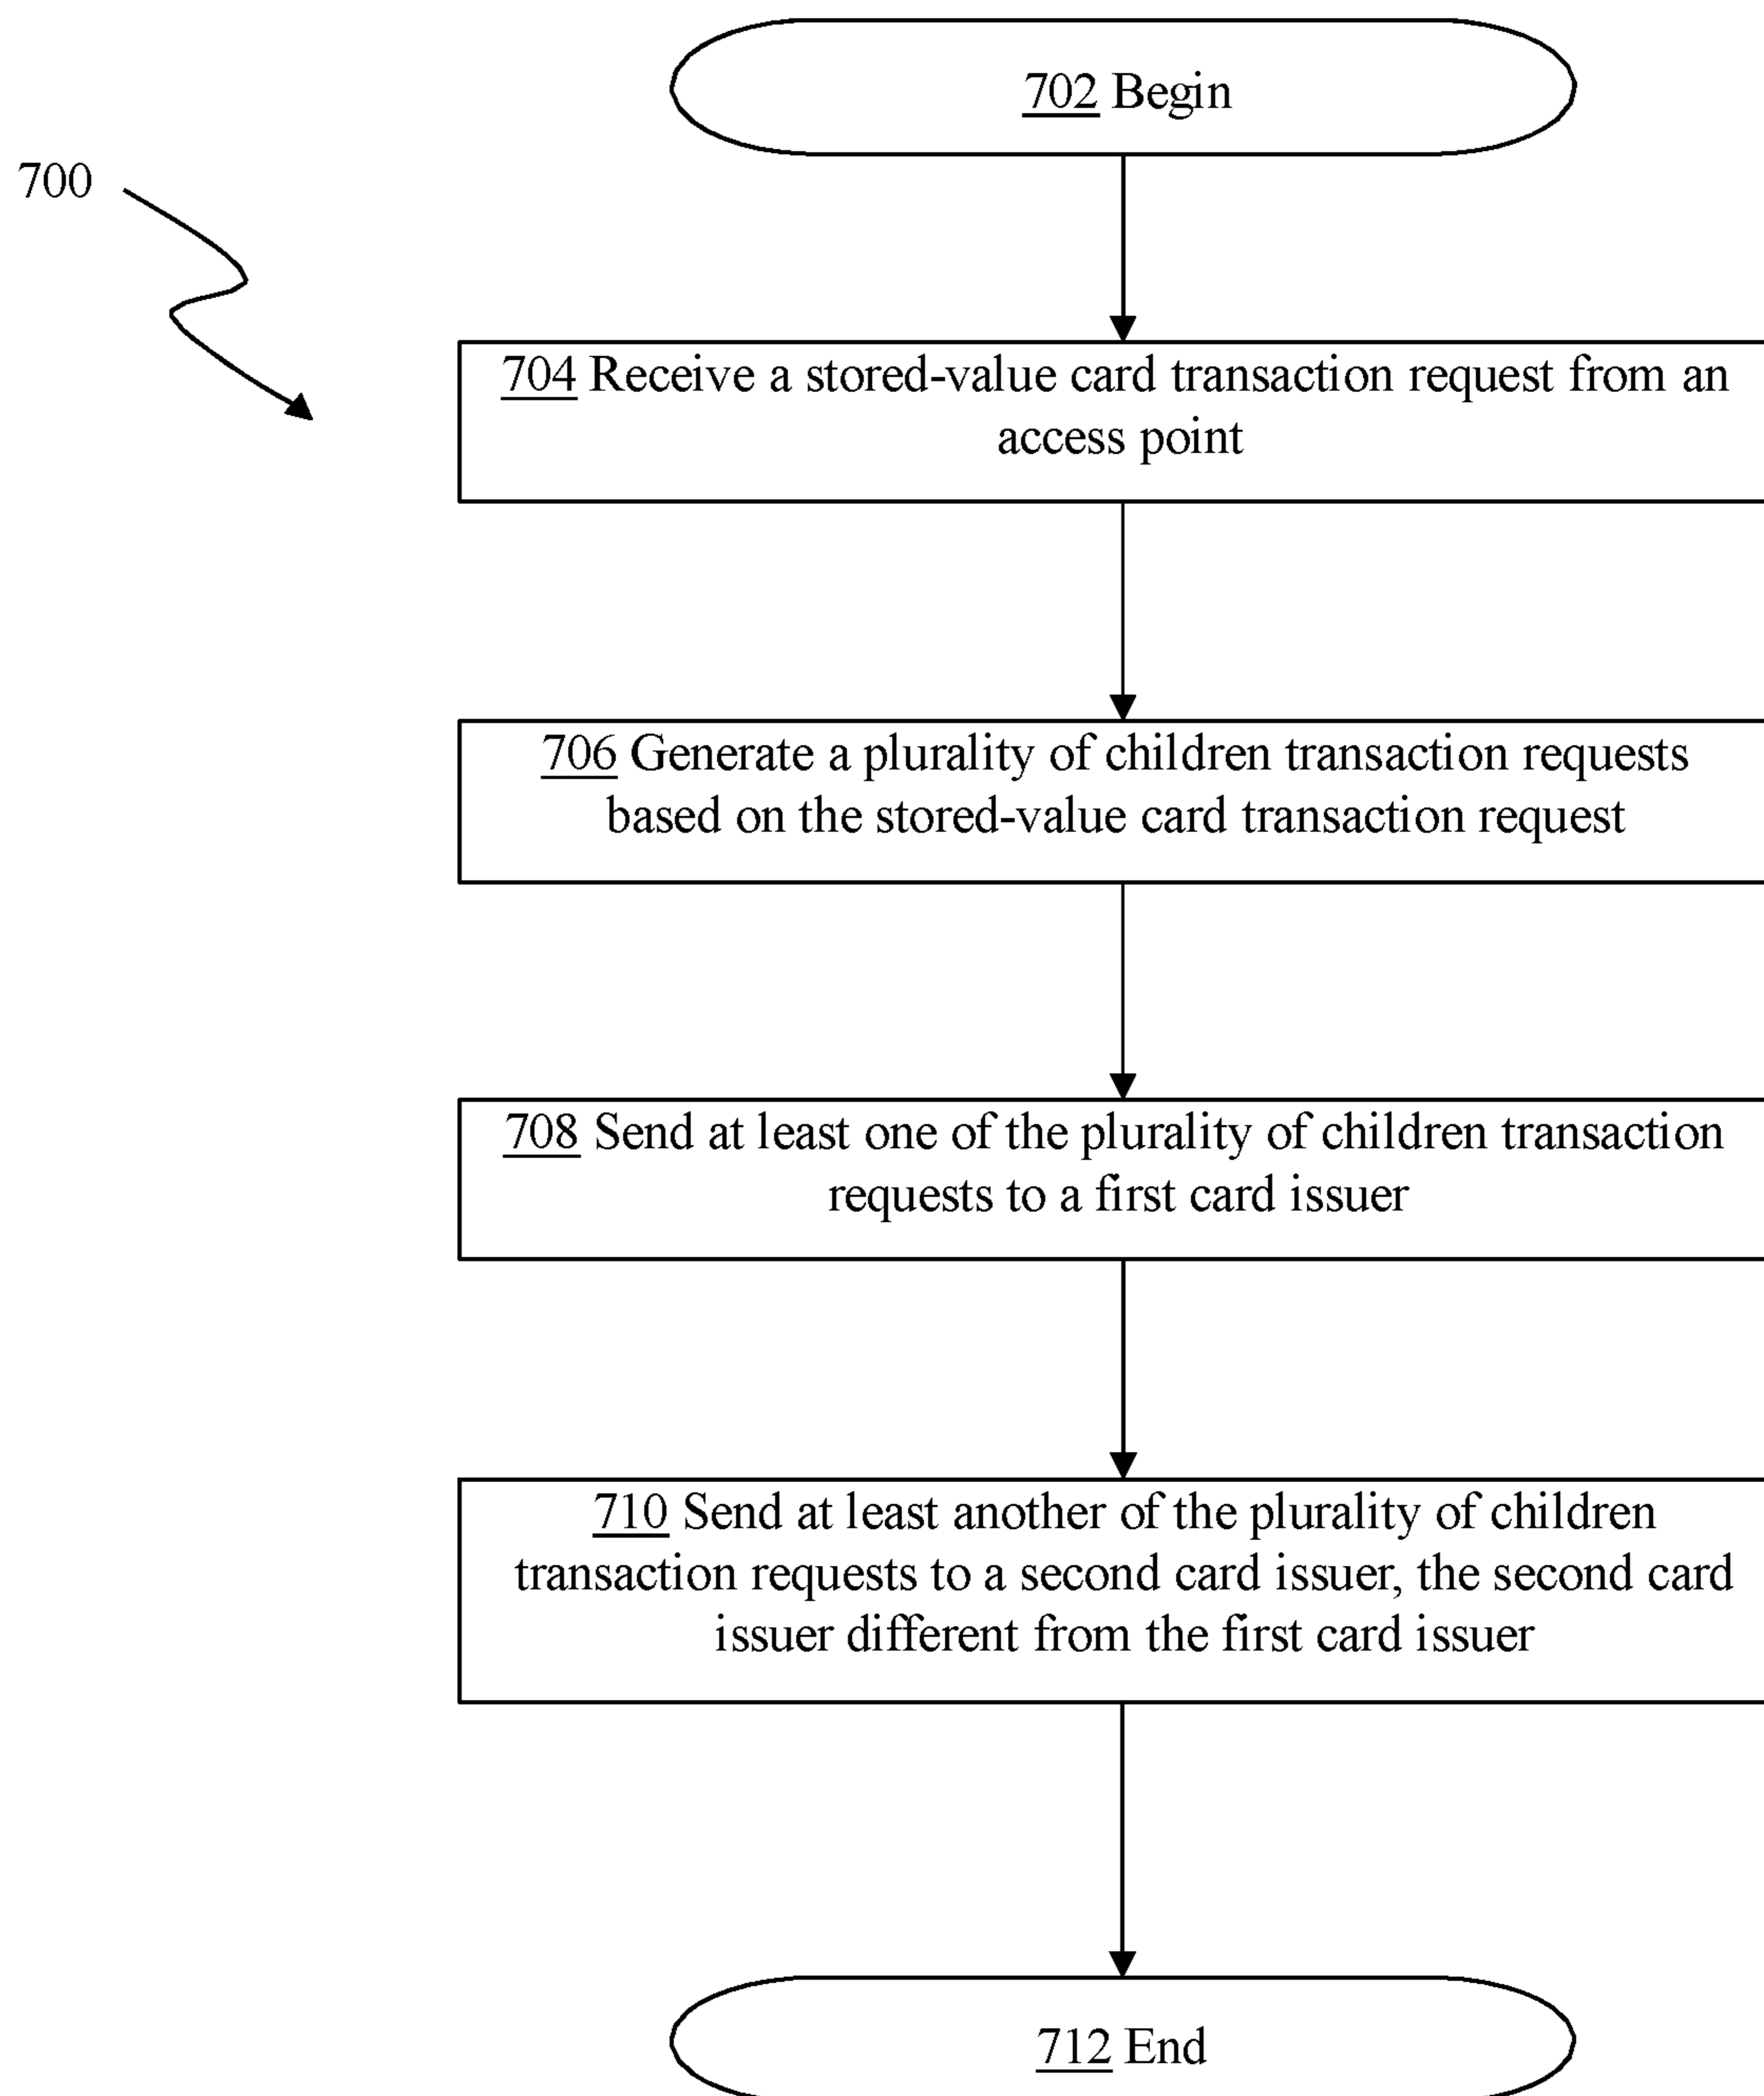 702 Begin
700
704 Receive a stored-value card transaction request from an
access point
706 Generate a plurality of children transaction requests
based on the stored-value card transaction request
708 Send at least one of the plurality of children transaction
requests to a first card issuer
710 Send at least another of the plurality of children
transaction requests to a second card issuer, the second card
issuer different from the first card issuer
712 End